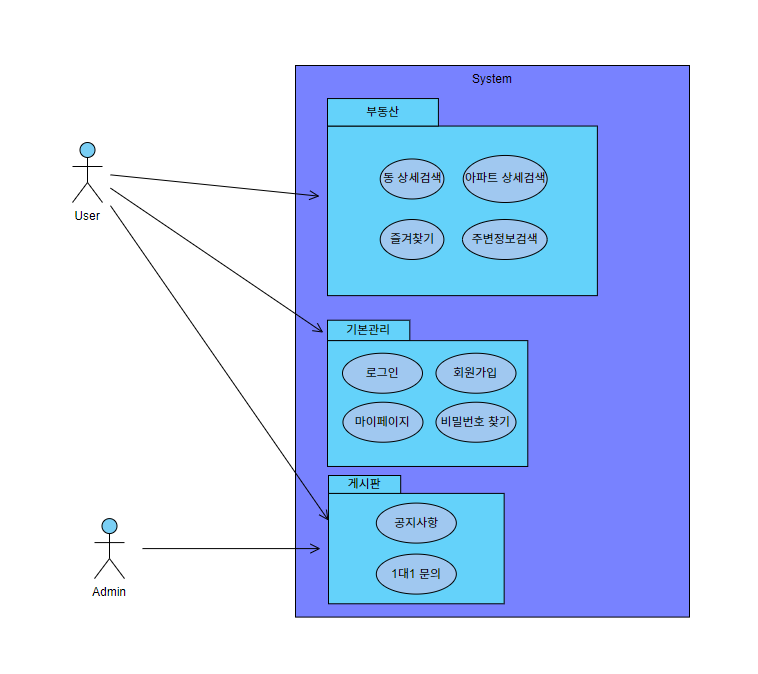 System
부동산
동 상세검색
아파트 상세검색
즐겨찾기
주변정보검색
User
기본관리
로그인
회원가입
마이페이지
비밀번호 찾기
게시판
공지사항
1대1 문의
Admin